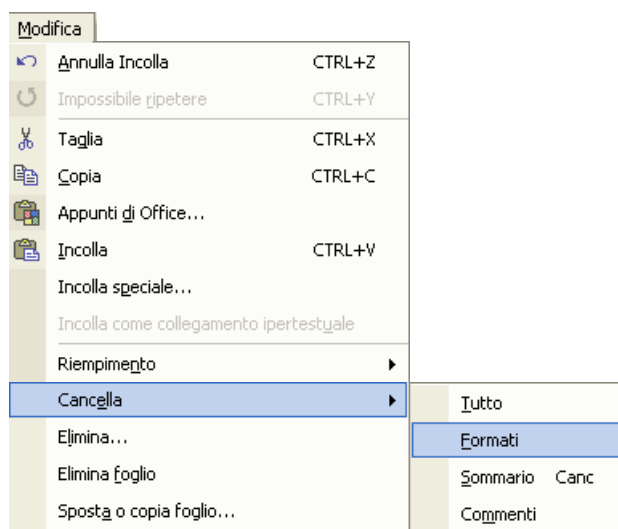 Modifica
Annulla Incolla CTRL+Z
Impossibile ripetere CTRL+Y
Taglia CTRL+X
Copia CTRL+C
Appunti di Office...
Incolla CTRL+V
Incolla speciale...
Incolla come collegamento ipertestuale
Riempimento
Cancella
Tutto
Elimina...
Formati
Elimina foglio
Sommario Canc
Sposta o copia foglio...
Commenti